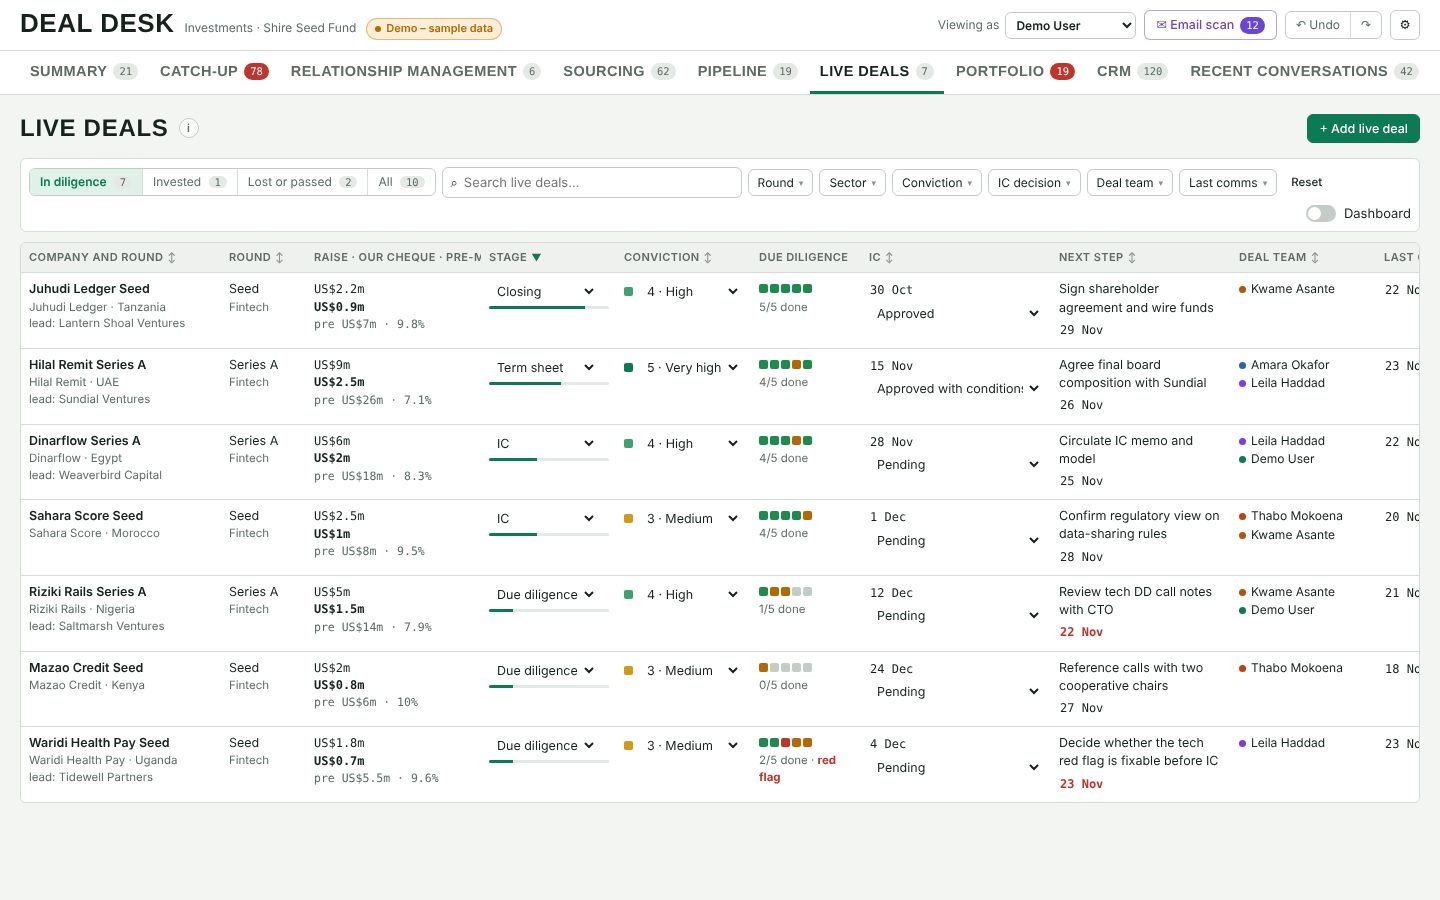 DEAL DESK Investments · Shire Seed Fund Demo – sample data Viewing as Demo User Email scan 12 Undo
SUMMARY 21 CATCH-UP 78 RELATIONSHIP MANAGEMENT 6 SOURCING 62 PIPELINE 19 LIVE DEALS 7 PORTFOLIO 19 CRM 120 RECENT CONVERSATIONS 42
LIVE DEALS i + Add live deal
In diligence 7 Invested 1 Lost or passed 2 All 10 Search live deals... Round Sector Conviction IC decision Deal team Last comms Reset
Dashboard
COMPANY AND ROUND ROUND RAISE · OUR CHEQUE · PRE-M STAGE CONVICTION DUE DILIGENCE IC NEXT STEP DEAL TEAM LAST
Juhudi Ledger Seed Seed US$2.2m Closing 4 · High 30 Oct Sign shareholder Kwame Asante 22 No
Juhudi Ledger · Tanzania Fintech US$0.9m 5/5 done Approved agreement and wire funds
lead: Lantern Shoal Ventures pre US$7m · 9.8% 29 Nov
Hilal Remit Series A Series A US$9m Term sheet 5 · Very high 15 Nov Agree final board Amara Okafor 23 No
Hilal Remit · UAE Fintech US$2.5m 4/5 done Approved with conditions composition with Sundial Leila Haddad
lead: Sundial Ventures pre US$26m · 7.1% 26 Nov
Dinarflow Series A Series A US$6m IC 4 · High 28 Nov Circulate IC memo and Leila Haddad 22 No
Dinarflow · Egypt Fintech US$2m 4/5 done Pending model Demo User
lead: Weaverbird Capital pre US$18m · 8.3% 25 Nov
Sahara Score Seed Seed US$2.5m IC 3 · Medium 1 Dec Confirm regulatory view on Thabo Mokoena 20 No
Sahara Score · Morocco Fintech US$1m 4/5 done Pending data-sharing rules Kwame Asante
pre US$8m · 9.5% 28 Nov
Riziki Rails Series A Series A US$5m Due diligence 4 · High 12 Dec Review tech DD call notes Kwame Asante 21 No
Riziki Rails · Nigeria Fintech US$1.5m 1/5 done Pending with CTO Demo User
lead: Saltmarsh Ventures pre US$14m · 7.9% 22 Nov
Mazao Credit Seed Seed US$2m Due diligence 3 · Medium 24 Dec Reference calls with two Thabo Mokoena 18 No
Mazao Credit · Kenya Fintech US$0.8m 0/5 done Pending cooperative chairs
pre US$6m · 10% 27 Nov
Waridi Health Pay Seed Seed US$1.8m Due diligence 3 · Medium 4 Dec Decide whether the tech Leila Haddad 23 No
Waridi Health Pay · Uganda Fintech US$0.7m 2/5 done · red Pending red flag is fixable before IC
lead: Tidewell Partners pre US$5.5m · 9.6% flag 23 Nov